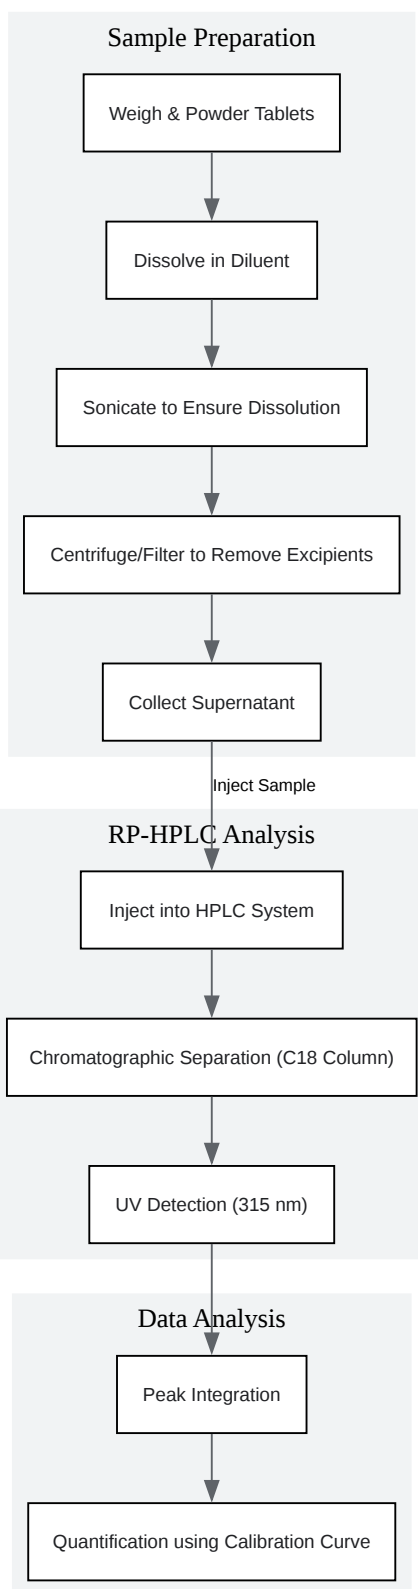 Sample Preparation
Weigh & Powder Tablets
Dissolve in Diluent
Sonicate to Ensure Dissolution
Centrifuge/Filter to Remove Excipients
Collect Supernatant
Inject Sample
RP-HPLC Analysis
Inject into HPLC System
Chromatographic Separation (C18 Column)
UV Detection (315 nm)
Data Analysis
Peak Integration
Quantification using Calibration Curve